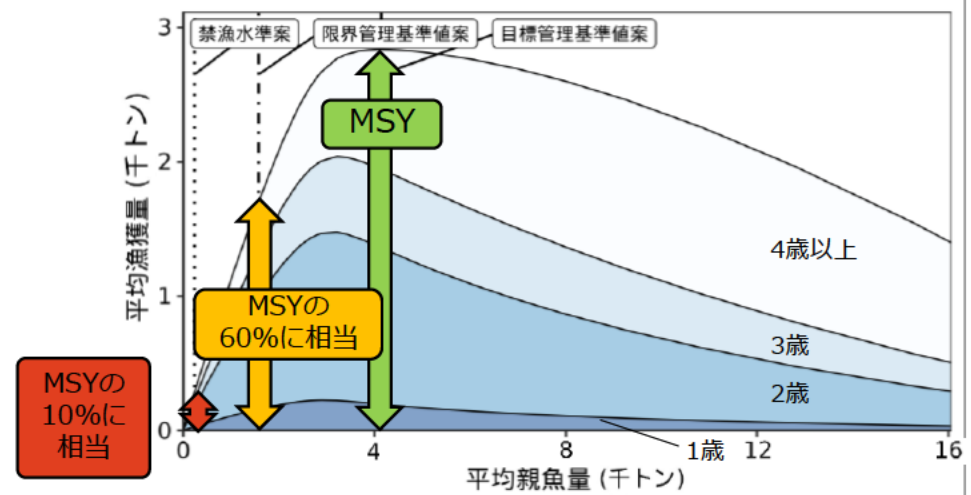 禁漁水準案
限界管理基準値案
目標管理基準値案
平均漁獲量 (千トン)
3
2
1
0
MSY
MSYの
60%に相当
MSYの
10%に
相当
4歳以上
3歳
2歳
1歳
0
4
8
12
16
平均親魚量 (千トン)